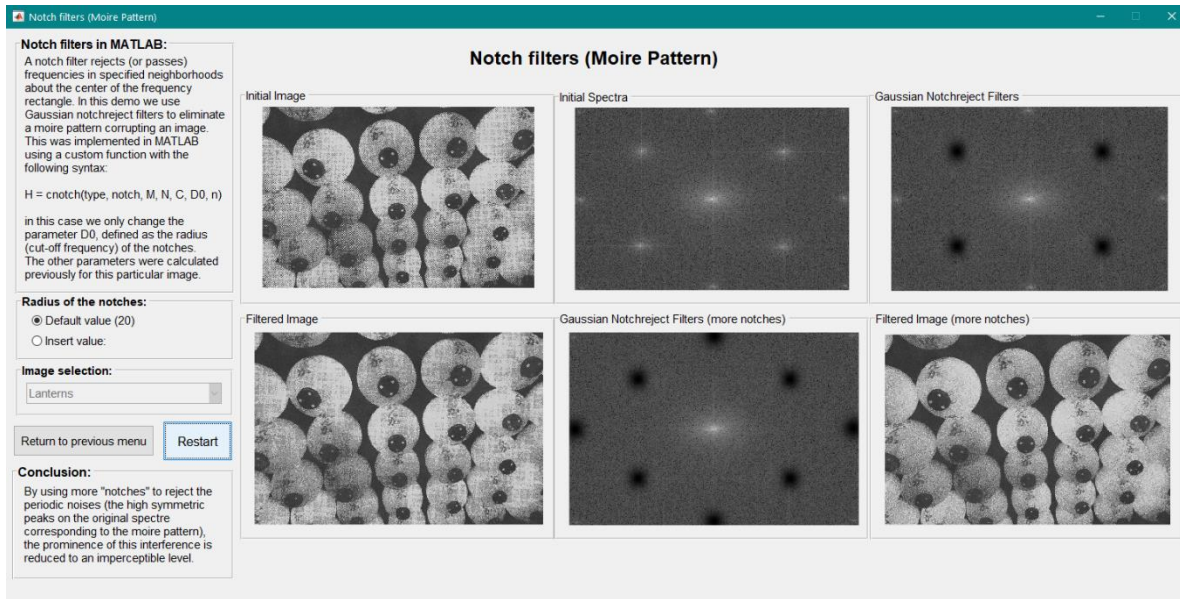 Notch filters (Moire Pattern)
Notch filters in MATLAB:
A notch filter rejects (or passes)
frequencies in specified neighborhoods
about the center of the frequency
rectangle. In this demo we use
Gaussian notchreject filters to eliminate
a moire pattern corrupting an image.
This was implemented in MATLAB
using a custom function with the
following syntax:
H = cnotch(type, notch, M, N, C, D0, n)
in this case we only change the
parameter D0, defined as the radius
(cut-off frequency) of the notches.
The other parameters were calculated
previously for this particular image.
Radius of the notches:
Default value (20)
Insert value:
Image selection:
Lanterns
Return to previous menu
Restart
Conclusion:
By using more "notches" to reject the
periodic noises (the high symmetric
peaks on the original spectre
corresponding to the moire pattern),
the prominence of this interference is
reduced to an imperceptible level.
Notch filters (Moire Pattern)
Initial Image
Initial Spectra
Gaussian Notchreject Filters
Filtered Image
Gaussian Notchreject Filters (more notches)
Filtered Image (more notches)